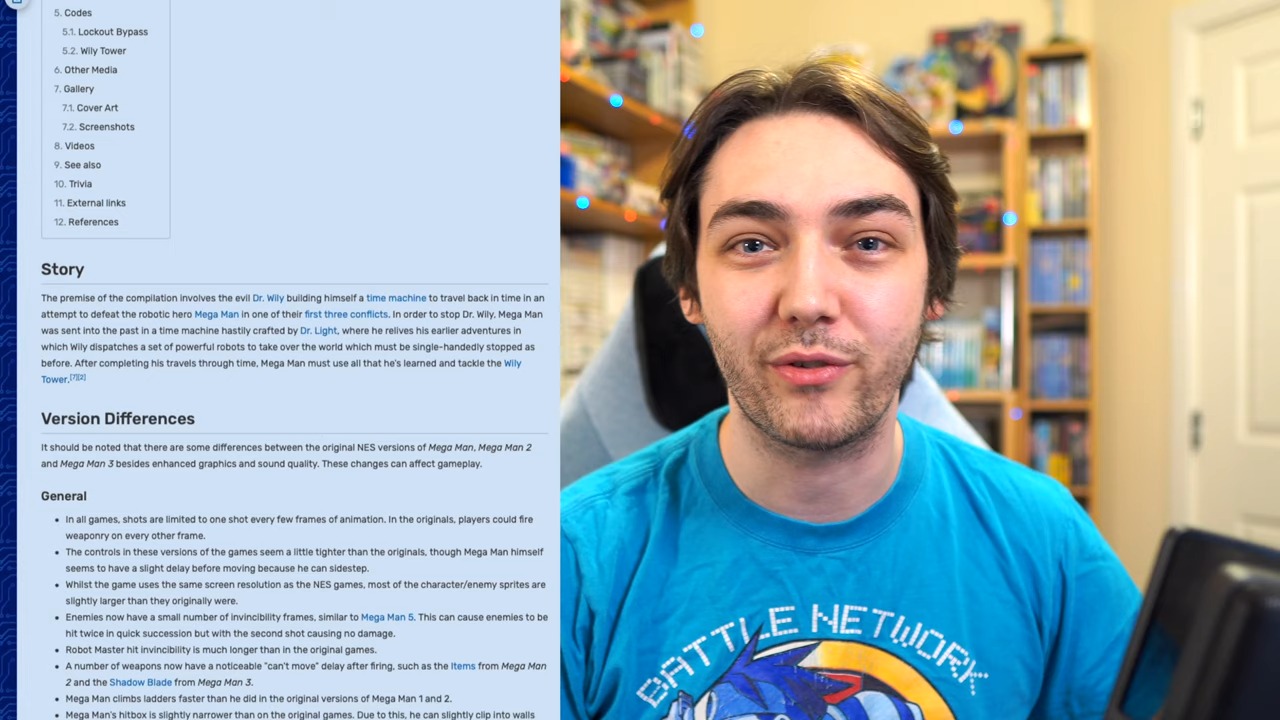 5. Codes
5.1. Lockout Bypass
5.2. Wily Tower
6. Other Media
7. Gallery
7.1. Cover Art
7.2. Screenshots
8. Videos
9. See also
10. Trivia
11. External links
12. References
Story
The premise of the compilation involves the evil Dr. Wily building himself a time machine to travel back in time in an
attempt to defeat the robotic hero Mega Man in one of their first three conflicts. In order to stop Dr. Wily, Mega Man
was sent into the past in a time machine hastily crafted by Dr. Light, where he relives his earlier adventures in
which Wily dispatches a set of powerful robots to take over the world which must be single-handedly stopped as
before. After completing his travels through time, Mega Man must use all that he's learned and tackle the Wily
Tower.[7][2]
Version Differences
It should be noted that there are some differences between the original NES versions of Mega Man, Mega Man 2
and Mega Man 3 besides enhanced graphics and sound quality. These changes can affect gameplay.
General
• In all games, shots are limited to one shot every few frames of animation. In the originals, players could fire
weaponry on every other frame.
• The controls in these versions of the games seem a little tighter than the originals, though Mega Man himself
seems to have a slight delay before moving because he can sidestep.
• Whilst the game uses the same screen resolution as the NES games, most of the character/enemy sprites are
slightly larger than they originally were.
• Enemies now have a small number of invincibility frames, similar to Mega Man 5. This can cause enemies to be
hit twice in quick succession but with the second shot causing no damage.
• Robot Master hit invincibility is much longer than in the original games.
• A number of weapons now have a noticeable "can't move" delay after firing, such as the Items from Mega Man
2 and the Shadow Blade from Mega Man 3.
• Mega Man climbs ladders faster than he did in the original versions of Mega Man 1 and 2.
• Mega Man's hitbox is slightly narrower than on the original games. Due to this, he can slightly clip into walls
BATTLE NETWORK